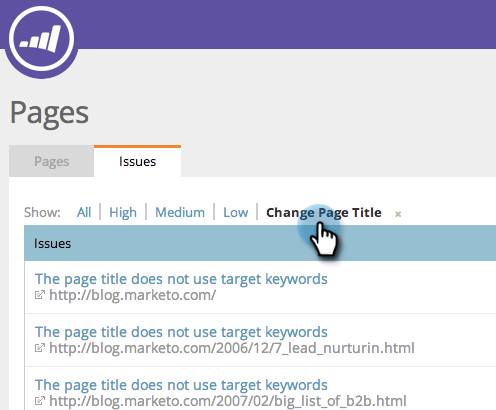 Pages
Pages Issues
Show: All High Medium Low Change Page Title ×
Issues
The page title does not use target keywords
http://blog.marketo.com/
The page title does not use target keywords
http://blog.marketo.com/2006/12/7_lead_nurturin.html
The page title does not use target keywords
http://blog.marketo.com/2007/02/big_list_of_b2b.html